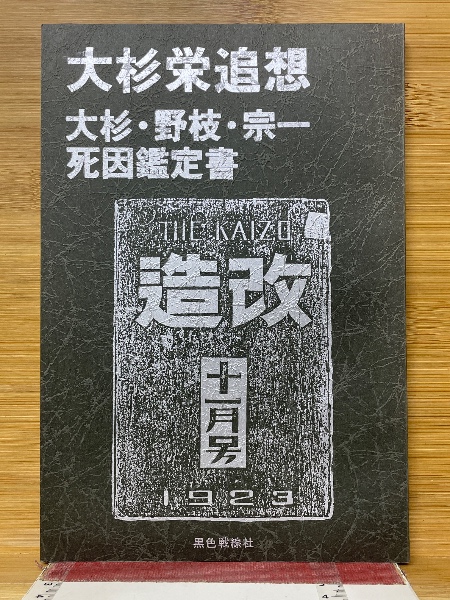 大杉栄追想
大杉・野枝・宗一
死因鑑定書
THE KAIZO
造改
十一月号
1923
黒色戦線社